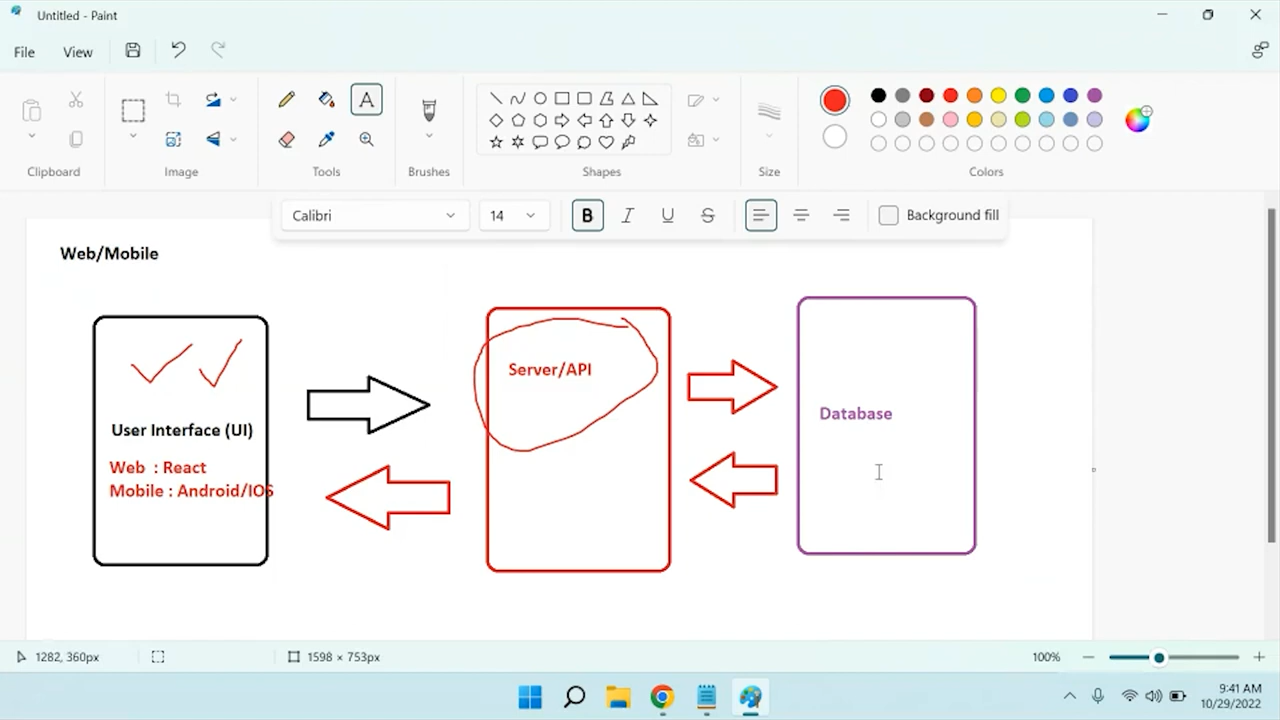 Untitled - Paint
File
View
Clipboard
Image
Tools
Brushes
Shapes
Size
Colors
A
Calibri
14
B
I
U
S
Background fill
Web/Mobile
User Interface (UI)
Web : React
Mobile : Android/IOS
Server/API
Database
1282, 360px
1598 × 753px
100%
9:41 AM
10/29/2022